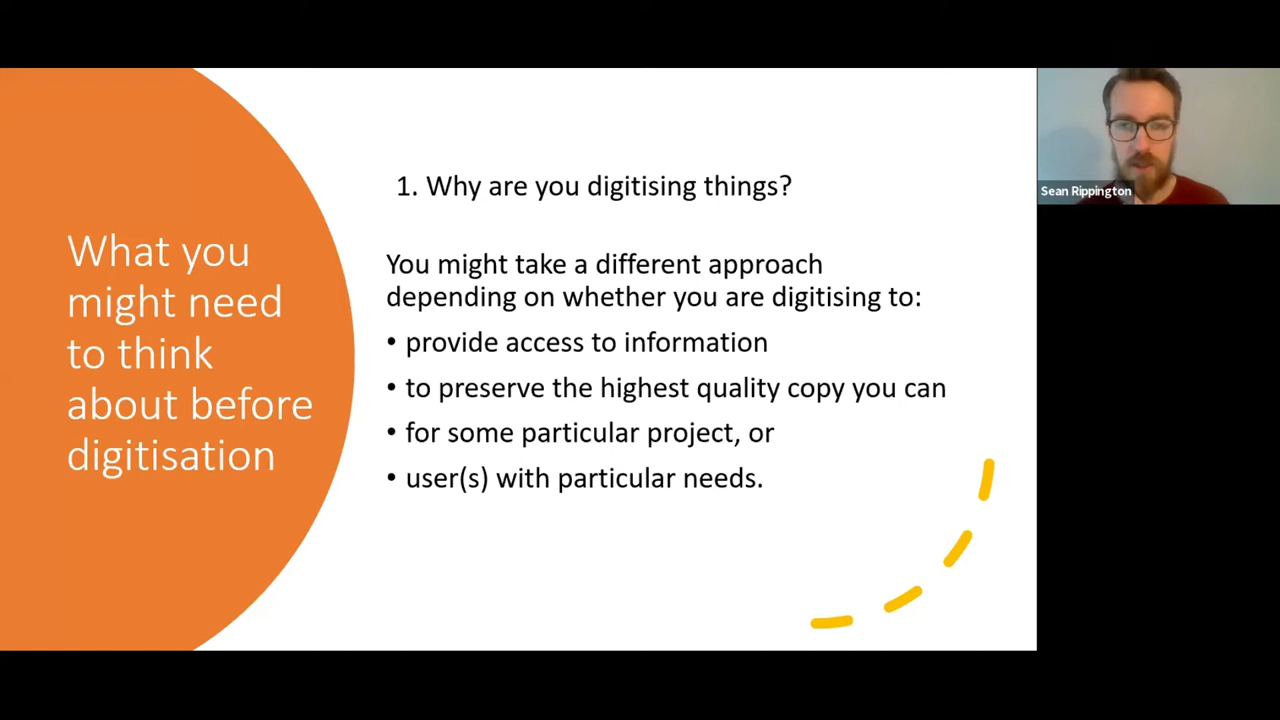 What you
might need
to think
about before
digitisation
1. Why are you digitising things?
You might take a different approach
depending on whether you are digitising to:
• provide access to information
• to preserve the highest quality copy you can
• for some particular project, or
• user(s) with particular needs.
Sean Rippington